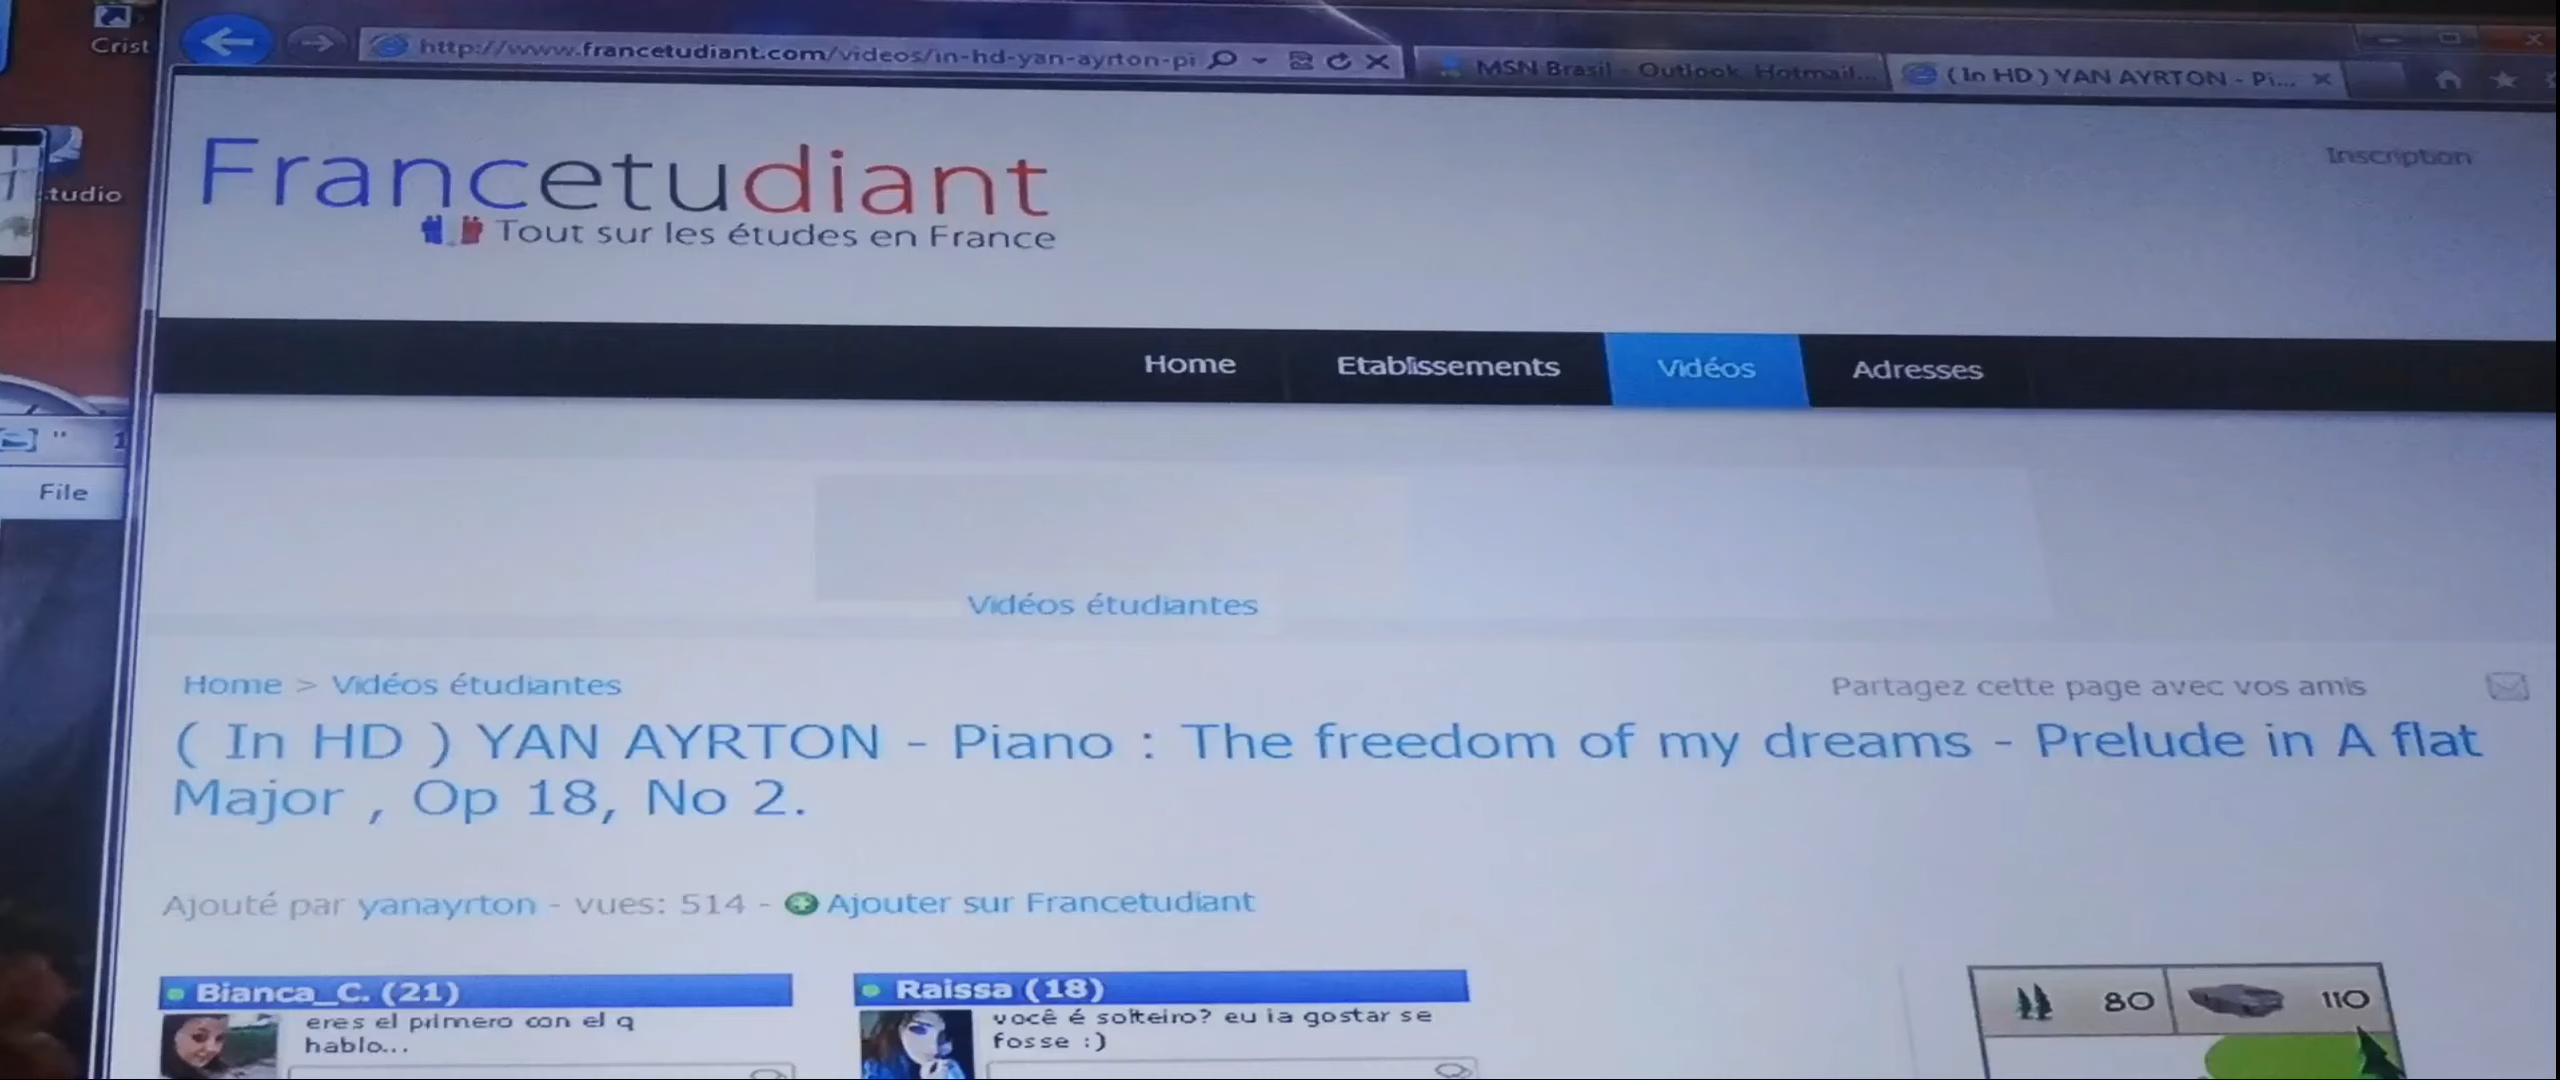 Crist
http://www.francetudiant.com/videos/in-hd-yan-ayrton-pi
MSN Brasil - Outlook, Hotmail...
( In HD ) YAN AYRTON - Pi...
tudio
Francetudiant
Tout sur les études en France
Inscription
Home
Etablissements
Vidéos
Adresses
File
Vidéos étudiantes
Home > Vidéos étudiantes
Partagez cette page avec vos amis
( In HD ) YAN AYRTON - Piano : The freedom of my dreams - Prelude in A flat
Major , Op 18, No 2.
Ajouté par yanayrton - vues: 514 - Ajouter sur Francetudiant
Bianca_C. (21)
eres el primero con el q
hablo...
Raissa (18)
você é solteiro? eu ia gostar se
fosse :)
80
110